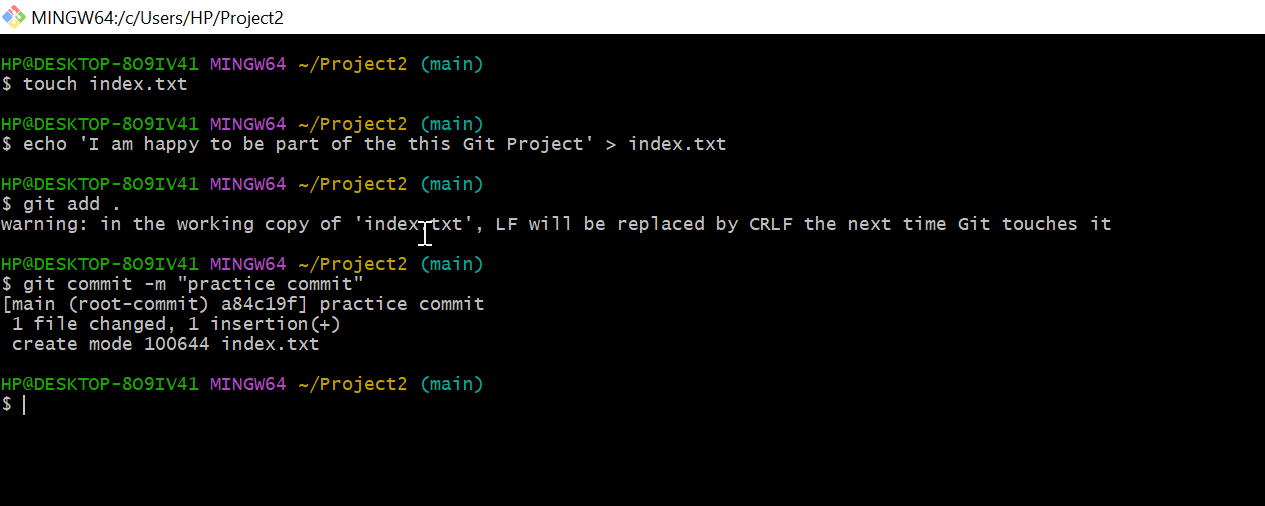 MINGW64:/c/Users/HP/Project2
HP@DESKTOP-8O9IV41 MINGW64 ~/Project2 (main)
$ touch index.txt
HP@DESKTOP-8O9IV41 MINGW64 ~/Project2 (main)
$ echo 'I am happy to be part of the this Git Project' > index.txt
HP@DESKTOP-8O9IV41 MINGW64 ~/Project2 (main)
$ git add .
warning: in the working copy of 'index.txt', LF will be replaced by CRLF the next time Git touches it
HP@DESKTOP-8O9IV41 MINGW64 ~/Project2 (main)
$ git commit -m "practice commit"
[main (root-commit) a84c19f] practice commit
 1 file changed, 1 insertion(+)
 create mode 100644 index.txt
HP@DESKTOP-8O9IV41 MINGW64 ~/Project2 (main)
$